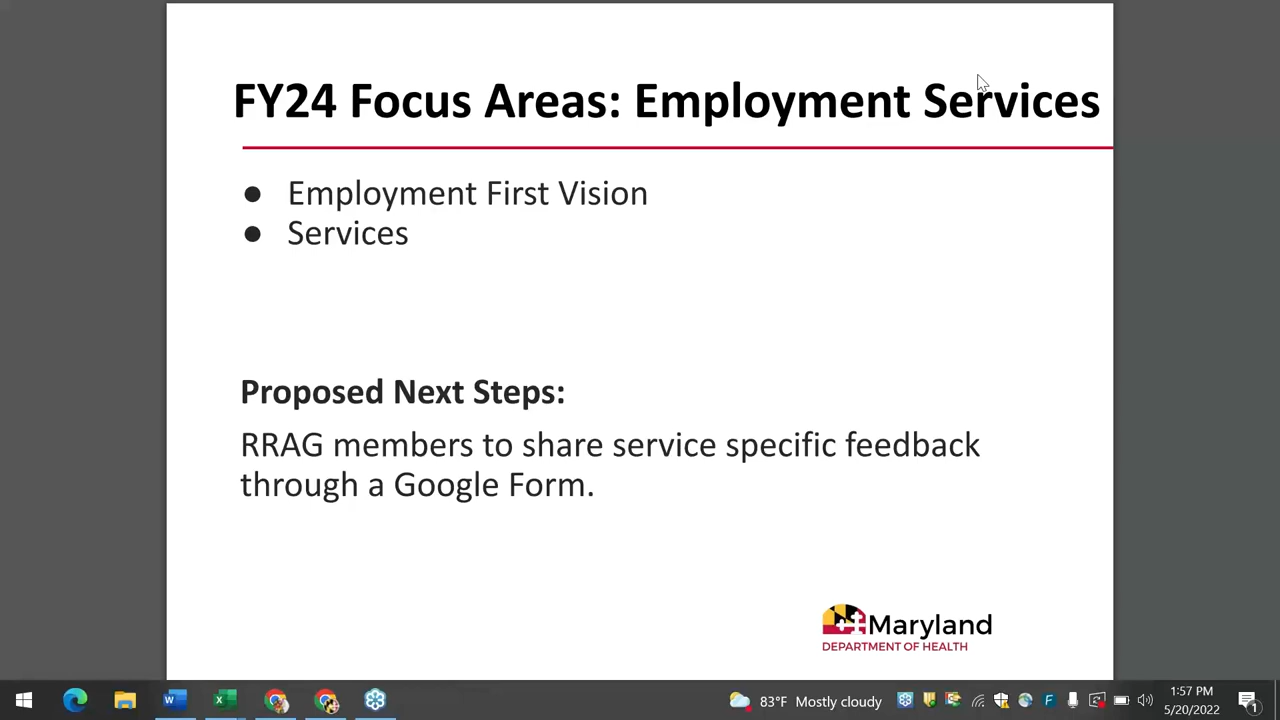 FY24 Focus Areas: Employment Services
● Employment First Vision
● Services
Proposed Next Steps:
RRAG members to share service specific feedback
through a Google Form.
Maryland
DEPARTMENT OF HEALTH
83°F Mostly cloudy
1:57 PM
5/20/2022